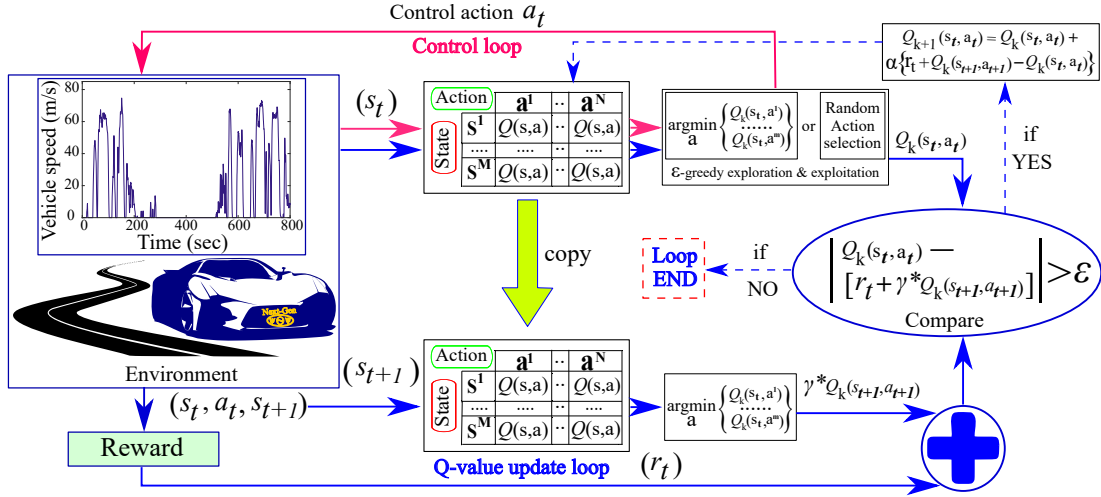 Control action a_t
Control loop
Q_{k+1}(s_t, a_t) = Q_k(s_t, a_t) +
α{r_t+Q_k(s_{t+1},a_{t+1})−Q_k(s_t, a_t)}
Vehicle speed (m/s)
80
60
40
20
0
0 200 400 600 800
Time (sec)
Next-Gen
Environment
(s_t)
Action
State
a^1 ·· a^N
S^1 Q(s,a) ·· Q(s,a)
.... ..... ·· .....
S^M Q(s,a) ·· Q(s,a)
argmin
a
Q_k(s_t, a^1)
......
Q_k(s_t, a^m)
or
Random
Action
selection
ε-greedy exploration & exploitation
Q_k(s_t, a_t)
if
YES
copy
Loop
END
if
NO
|Q_k(s_t, a_t) —
[r_t + γ*Q_k(s_{t+1}, a_{t+1})]| > ε
Compare
(s_{t+1})
Action
State
a^1 ·· a^N
S^1 Q(s,a) ·· Q(s,a)
.... ..... ·· .....
S^M Q(s,a) ·· Q(s,a)
argmin
a
Q_k(s_t, a^1)
......
Q_k(s_t, a^m)
γ*Q_k(s_{t+1}, a_{t+1})
(s_t, a_t, s_{t+1})
Reward
Q-value update loop
(r_t)